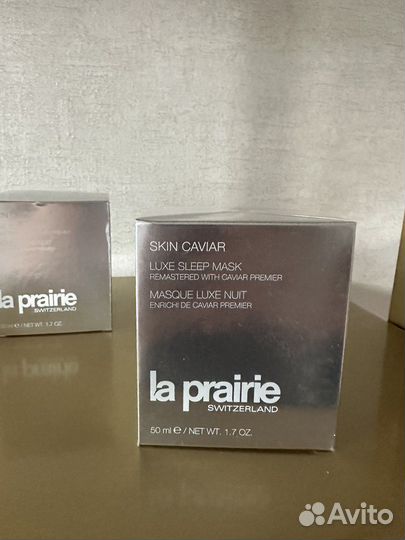 SKIN CAVIAR
LUXE SLEEP MASK
REMASTERED WITH CAVIAR PREMIER
MASQUE LUXE NUIT
ENRICHI DE CAVIAR PREMIER
la prairie
SWITZERLAND
50 ml e / NET WT. 1.7 OZ.
la prairie
SWITZERLAND
/ NET WT. 1.7 OZ.
Avito